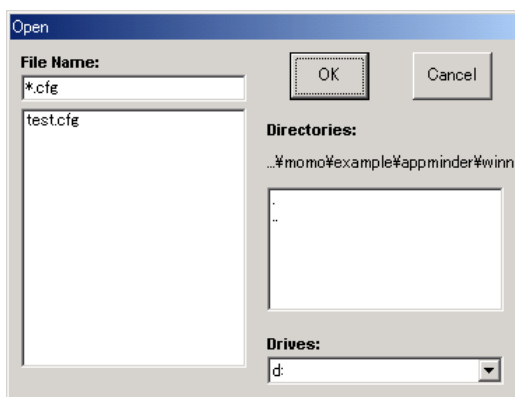 Open
File Name:
*.cfg
test.cfg
OK
Cancel
Directories:
...¥momo¥example¥appminder¥winn
.
..
Drives:
d: